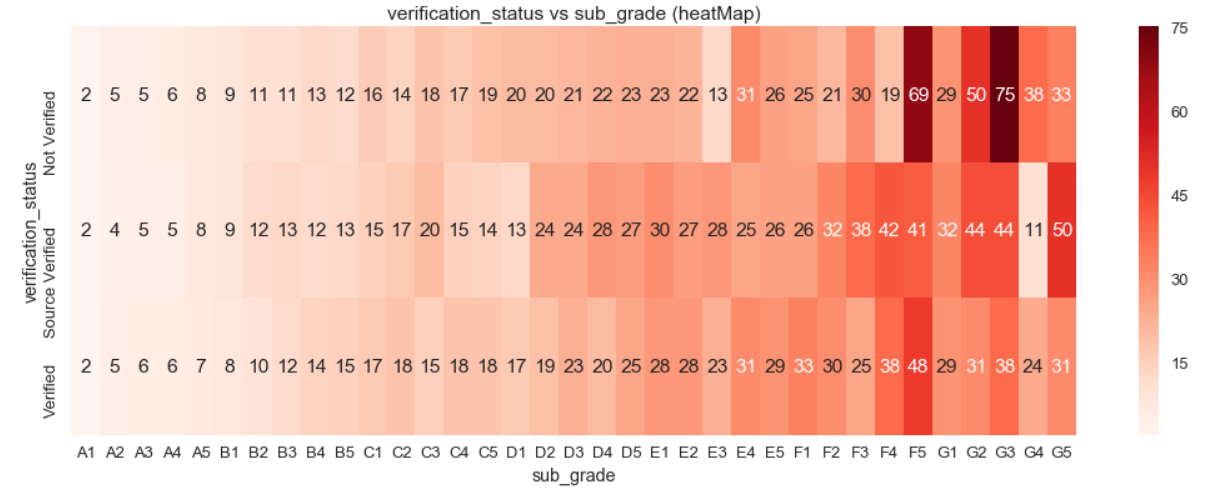 verification_status vs sub_grade (heatMap)
verification_status
Not Verified
2 5 5 6 8 9 11 11 13 12 16 14 18 17 19 20 20 21 22 23 23 22 13 31 26 25 21 30 19 69 29 50 75 38 33
Source Verified
2 4 5 5 8 9 12 13 12 13 15 17 20 15 14 13 24 24 28 27 30 27 28 25 26 26 32 38 42 41 32 44 44 11 50
Verified
2 5 6 6 7 8 10 12 14 15 17 18 15 18 18 17 19 23 20 25 28 28 23 31 29 33 30 25 38 48 29 31 38 24 31
A1 A2 A3 A4 A5 B1 B2 B3 B4 B5 C1 C2 C3 C4 C5 D1 D2 D3 D4 D5 E1 E2 E3 E4 E5 F1 F2 F3 F4 F5 G1 G2 G3 G4 G5
sub_grade
75
60
45
30
15